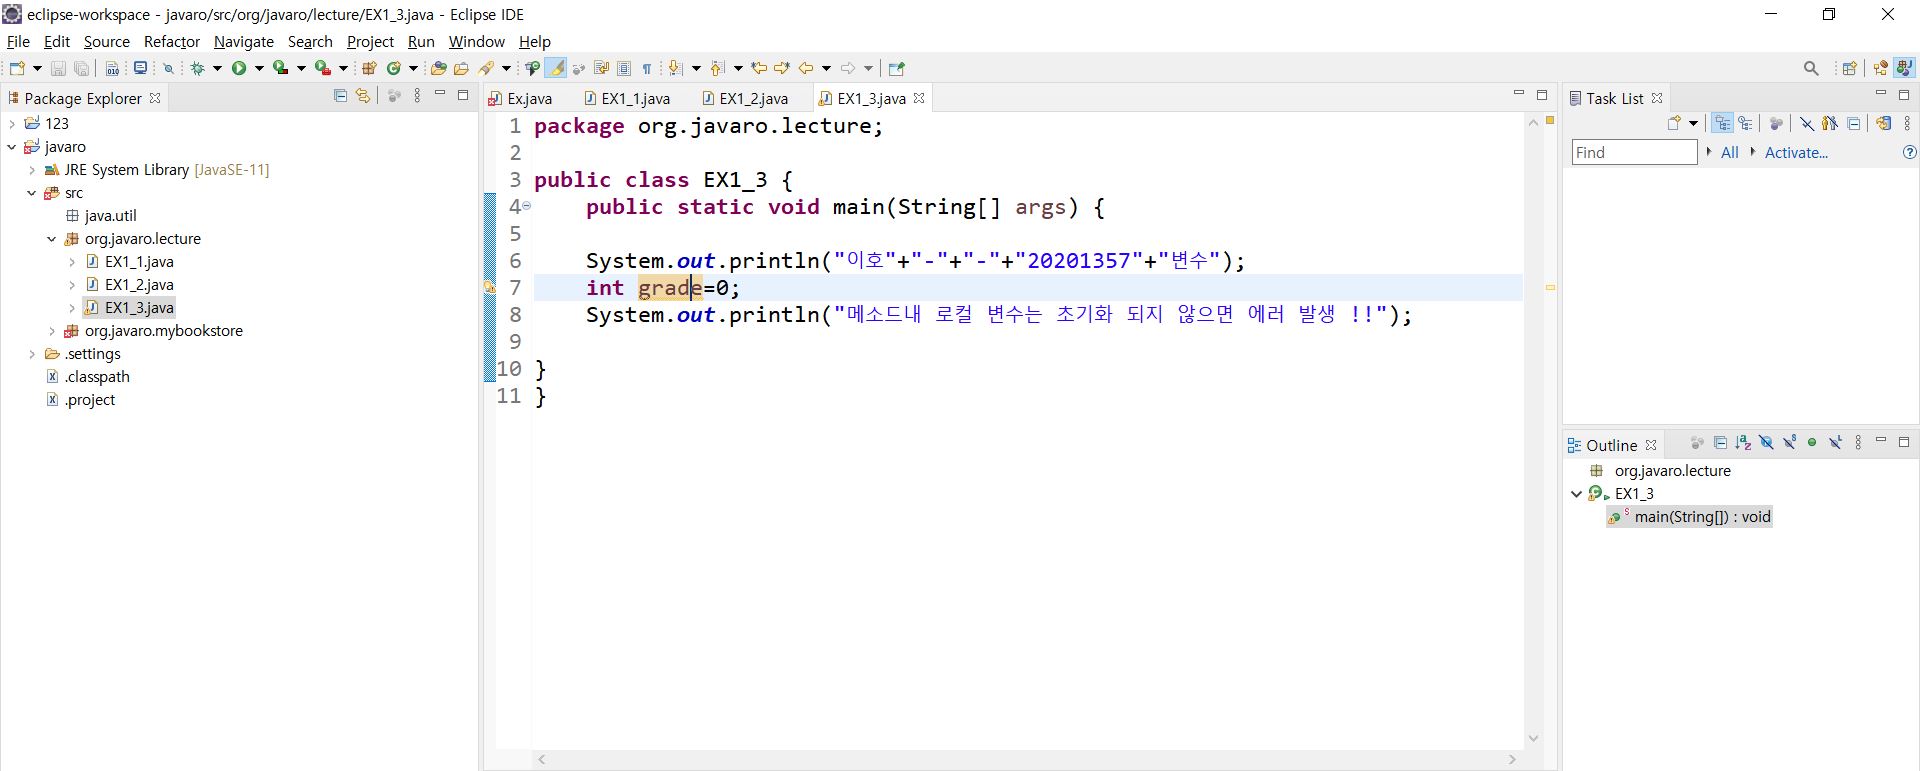 eclipse-workspace - javaro/src/org/javaro/lecture/EX1_3.java - Eclipse IDE
File Edit Source Refactor Navigate Search Project Run Window Help
Package Explorer
123
javaro
JRE System Library [JavaSE-11]
src
java.util
org.javaro.lecture
EX1_1.java
EX1_2.java
EX1_3.java
org.javaro.mybookstore
.settings
.classpath
.project
Ex.java EX1_1.java EX1_2.java EX1_3.java
1 package org.javaro.lecture;
2
3 public class EX1_3 {
4 public static void main(String[] args) {
5
6 System.out.println("이호"+"-"+"-"+"20201357"+"변수");
7 int grade=0;
8 System.out.println("메소드내 로컬 변수는 초기화 되지 않으면 에러 발생 !!");
9
10 }
11 }
Task List
Find All Activate...
Outline
org.javaro.lecture
EX1_3
main(String[]) : void